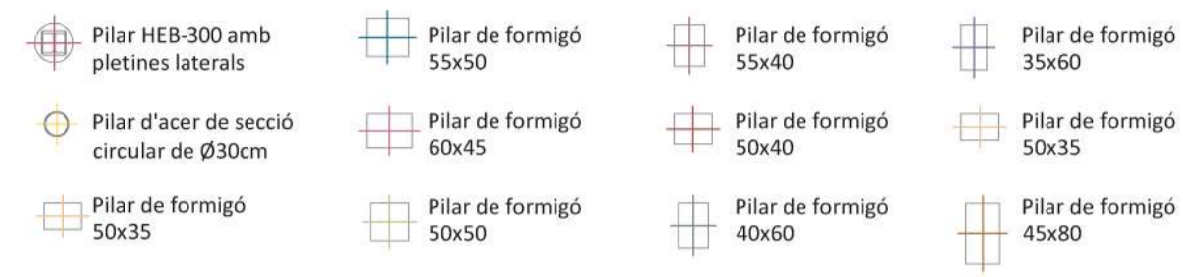 Pilar HEB-300 amb
pletines laterals
Pilar de formigó
55x50
Pilar de formigó
55x40
Pilar de formigó
35x60
Pilar d'acer de secció
circular de Ø30cm
Pilar de formigó
60x45
Pilar de formigó
50x40
Pilar de formigó
50x35
Pilar de formigó
50x35
Pilar de formigó
50x50
Pilar de formigó
40x60
Pilar de formigó
45x80